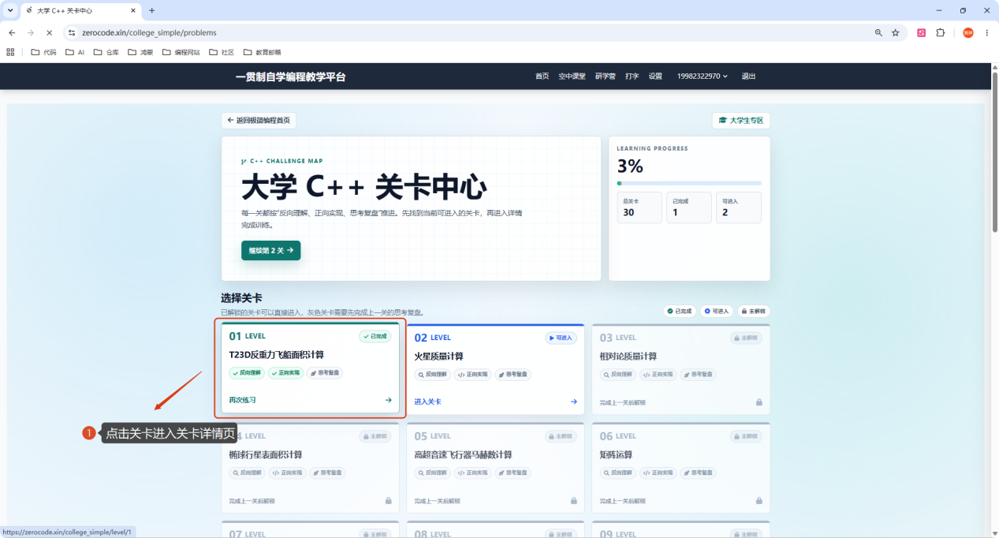 大学 C++ 关卡中心
zerocode.xin/college_simple/problems
代码 AI 仓库 鸿蒙 编程网站 社区 教育邮箱
一贯制自学编程教学平台
首页 空中课堂 研学营 打字 设置 19982322970 退出
← 返回极简编程首页
大学生专区
C++ CHALLENGE MAP
大学 C++ 关卡中心
每一关都按"反向理解、正向实现、思考复盘"推进。先找到当前可进入的关卡，再进入详情
完成训练。
继续第 2 关 →
LEARNING PROGRESS
3%
总关卡 已完成 可进入
30 1 2
选择关卡
已解锁的关卡可以直接进入，灰色关卡需要先完成上一关的思考复盘。
已完成 可进入 未解锁
01 LEVEL 已完成
T23D反重力飞船面积计算
反向理解 正向实现 思考复盘
再次练习 →
02 LEVEL 可进入
火星质量计算
反向理解 </> 正向实现 思考复盘
进入关卡 →
03 LEVEL 未解锁
相对论质量计算
反向理解 </> 正向实现 思考复盘
完成上一关后解锁
1 点击关卡进入关卡详情页
4 LEVEL 未解锁
椭球行星表面积计算
反向理解 </> 正向实现 思考复盘
完成上一关后解锁
05 LEVEL 未解锁
高超音速飞行器马赫数计算
反向理解 </> 正向实现 思考复盘
完成上一关后解锁
06 LEVEL 未解锁
矩阵运算
反向理解 </> 正向实现 思考复盘
完成上一关后解锁
07 LEVEL 未解锁
08 LEVEL 未解锁
09 LEVEL 未解锁
https://zerocode.xin/college_simple/level/1